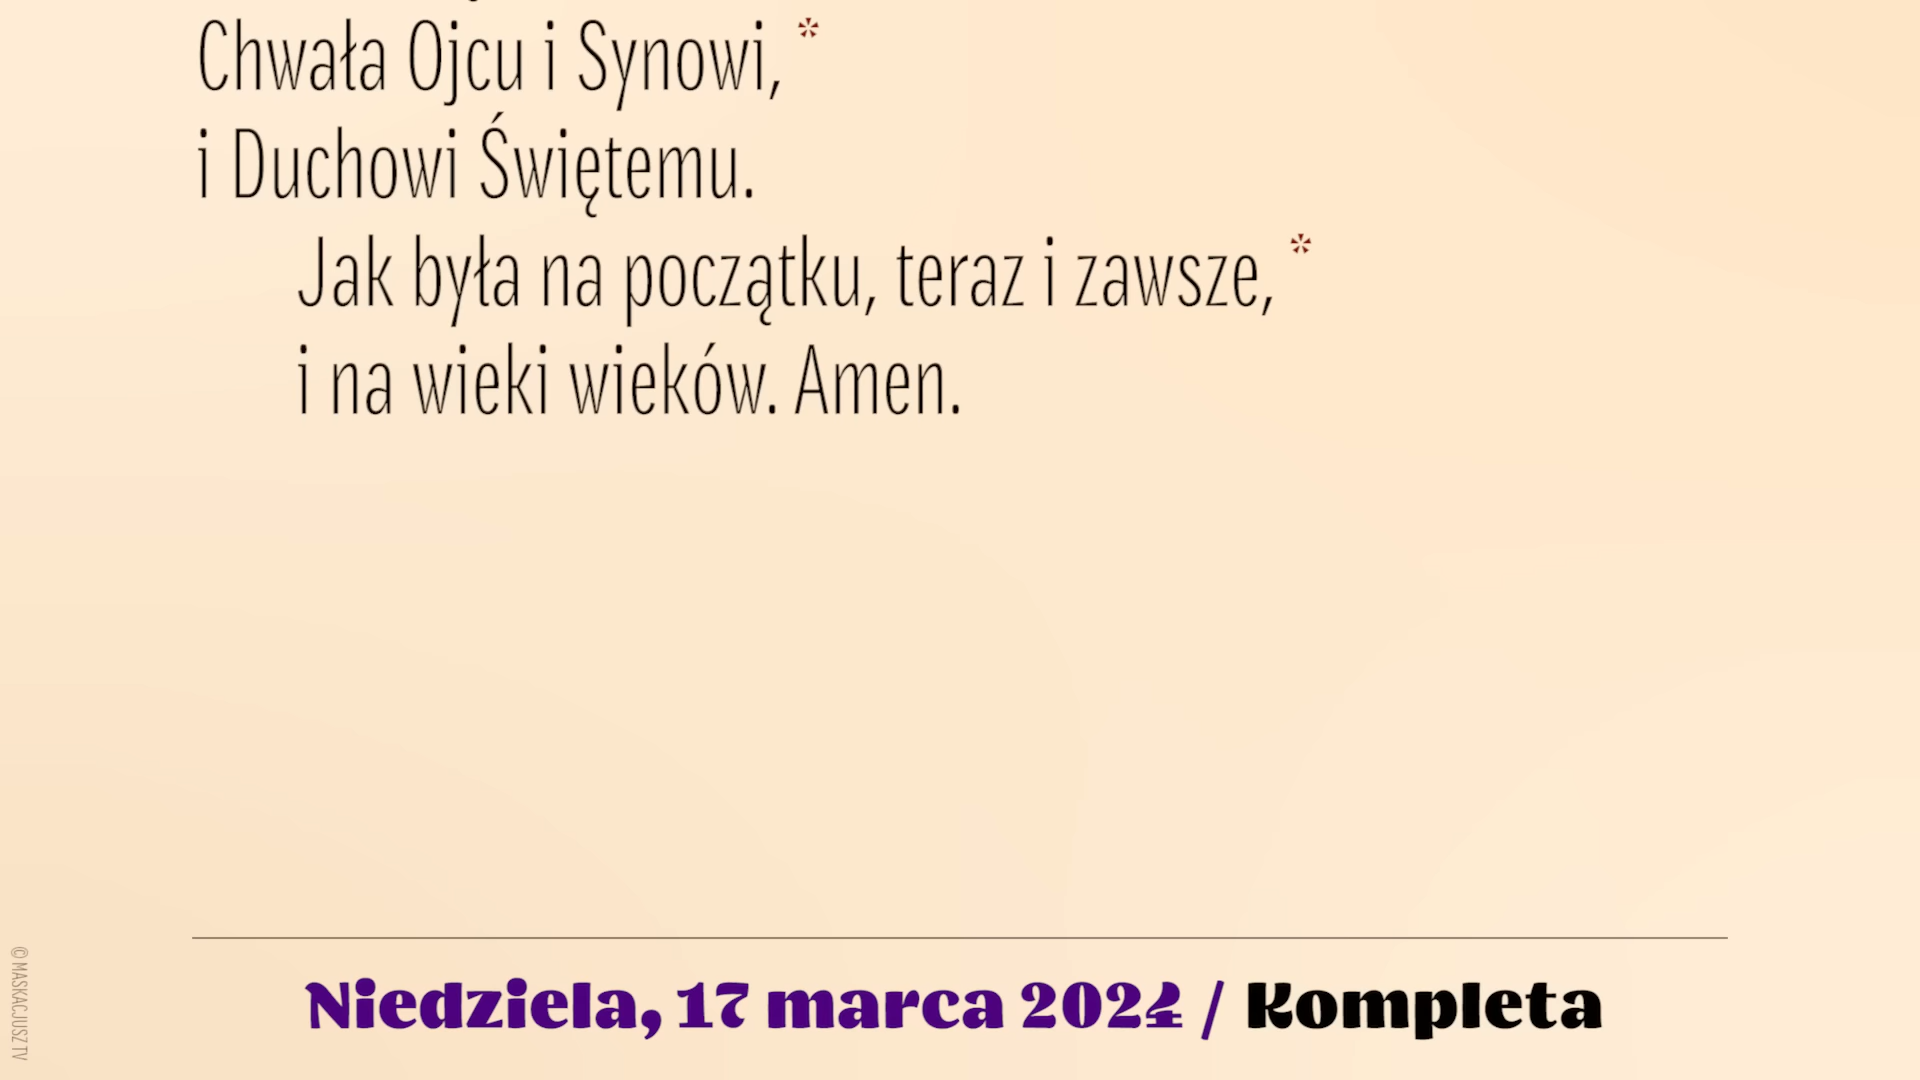 Chwała Ojcu i Synowi, *
i Duchowi Świętemu.
Jak była na początku, teraz i zawsze, *
i na wieki wieków. Amen.
Niedziela, 17 marca 2024 / Kompleta
© MASKACJUSZ TV